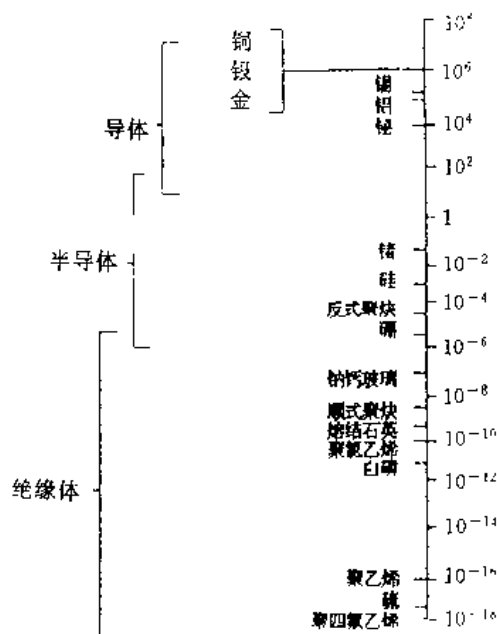 铜
银
金
10⁶
锡
铝
铋
10⁴
导体
10²
1
锗
半导体
10⁻²
硅
10⁻⁴
反式聚炔
硼
10⁻⁶
钠钙玻璃
10⁻⁸
顺式聚炔
熔结石英
10⁻¹⁰
聚氯乙烯
白磷
10⁻¹²
绝缘体
10⁻¹⁴
聚乙烯
硫
聚四氟乙烯